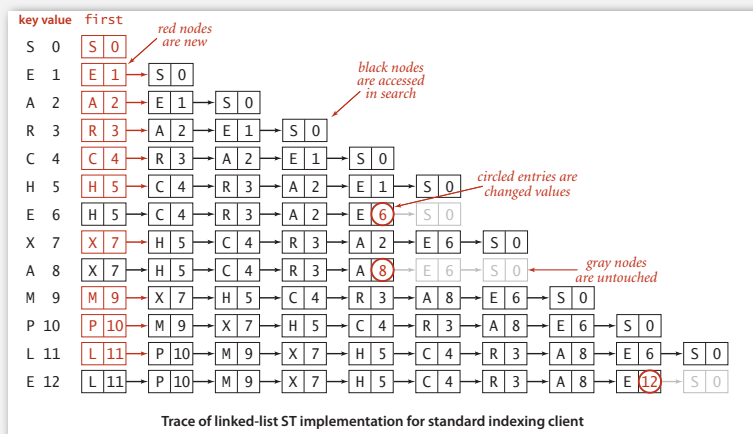 key value first
red nodes
are new
S 0 S 0
E 1 E 1 S 0
black nodes
are accessed
in search
A 2 A 2 E 1 S 0
R 3 R 3 A 2 E 1 S 0
C 4 C 4 R 3 A 2 E 1 S 0
circled entries are
changed values
H 5 H 5 C 4 R 3 A 2 E 1 S 0
E 6 H 5 C 4 R 3 A 2 E 6 S 0
X 7 X 7 H 5 C 4 R 3 A 2 E 6 S 0
A 8 X 7 H 5 C 4 R 3 A 8 E 6 S 0
gray nodes
are untouched
M 9 M 9 X 7 H 5 C 4 R 3 A 8 E 6 S 0
P 10 P 10 M 9 X 7 H 5 C 4 R 3 A 8 E 6 S 0
L 11 L 11 P 10 M 9 X 7 H 5 C 4 R 3 A 8 E 6 S 0
E 12 L 11 P 10 M 9 X 7 H 5 C 4 R 3 A 8 E 12 S 0
Trace of linked-list ST implementation for standard indexing client